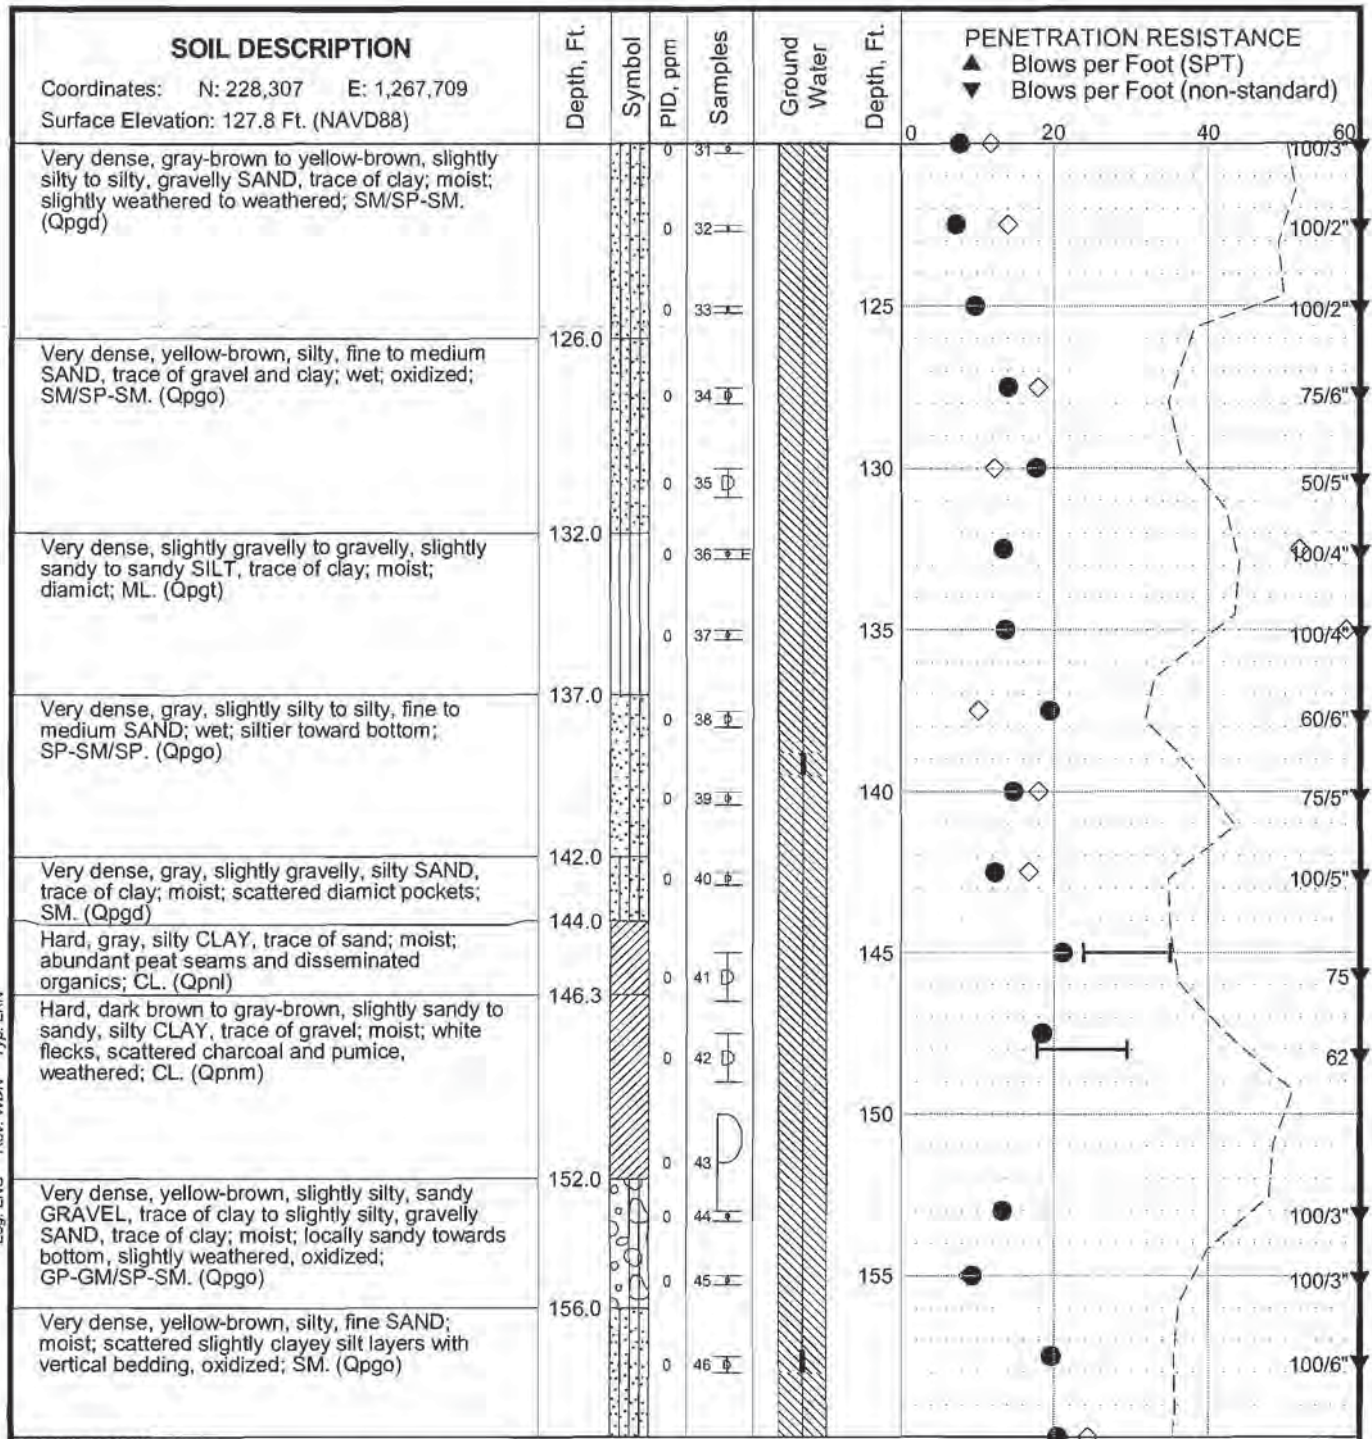 SOIL DESCRIPTION
Coordinates: N: 228,307 E: 1,267,709
Surface Elevation: 127.8 Ft. (NAVD88)
Depth, Ft.
Symbol
PID, ppm
Samples
Ground
Water
Depth, Ft.
PENETRATION RESISTANCE
▲ Blows per Foot (SPT)
▼ Blows per Foot (non-standard)
0 20 40 60
Very dense, gray-brown to yellow-brown, slightly
silty to silty, gravelly SAND, trace of clay; moist;
slightly weathered to weathered; SM/SP-SM.
(Qpgd)
0 31 100/3"
0 32 100/2"
0 33 125 100/2"
126.0
Very dense, yellow-brown, silty, fine to medium
SAND, trace of gravel and clay; wet; oxidized;
SM/SP-SM. (Qpgo)
0 34 75/6"
0 35 130 50/5"
132.0
Very dense, slightly gravelly to gravelly, slightly
sandy to sandy SILT, trace of clay; moist;
diamict; ML. (Qpgt)
0 36 E 100/4"
0 37 135 100/4"
137.0
Very dense, gray, slightly silty to silty, fine to
medium SAND; wet; siltier toward bottom;
SP-SM/SP. (Qpgo)
0 38 60/6"
0 39 140 75/5"
142.0
Very dense, gray, slightly gravelly, silty SAND,
trace of clay; moist; scattered diamict pockets;
SM. (Qpgd)
0 40 100/5"
144.0
Hard, gray, silty CLAY, trace of sand; moist;
abundant peat seams and disseminated
organics; CL. (Qpnl)
0 41 145 75
146.3
Hard, dark brown to gray-brown, slightly sandy to
sandy, silty CLAY, trace of gravel; moist; white
flecks, scattered charcoal and pumice,
weathered; CL. (Qpnm)
0 42 62
150
0 43
152.0
Very dense, yellow-brown, slightly silty, sandy
GRAVEL, trace of clay to slightly silty, gravelly
SAND, trace of clay; moist; locally sandy towards
bottom, slightly weathered, oxidized;
GP-GM/SP-SM. (Qpgo)
0 44 100/3"
0 45 155 100/3"
156.0
Very dense, yellow-brown, silty, fine SAND;
moist; scattered slightly clayey silt layers with
vertical bedding, oxidized; SM. (Qpgo)
0 46 100/6"